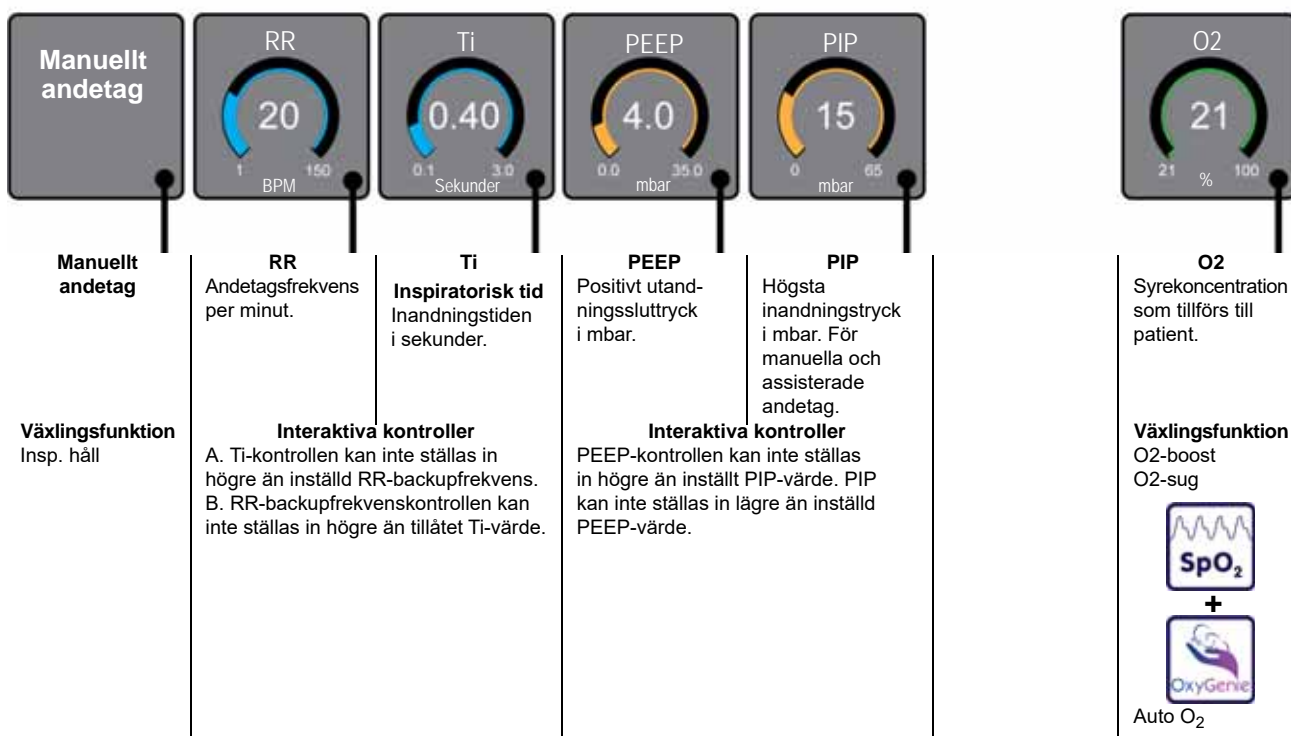 Manuellt
andetag
RR
20
1 150
BPM
Ti
0.40
0.1 3.0
Sekunder
PEEP
4.0
0.0 35.0
mbar
PIP
15
0 65
mbar
O2
21
21 100
%
Manuellt
andetag
RR
Andetagsfrekvens
per minut.
Ti
Inspiratorisk tid
Inandningstiden
i sekunder.
PEEP
Positivt utand-
ningssluttryck
i mbar.
PIP
Högsta
inandningstryck
i mbar. För
manuella och
assisterade
andetag.
O2
Syrekoncentration
som tillförs till
patient.
Växlingsfunktion
Insp. håll
Interaktiva kontroller
A. Ti-kontrollen kan inte ställas in
högre än inställd RR-backupfrekvens.
B. RR-backupfrekvenskontrollen kan
inte ställas in högre än tillåtet Ti-värde.
Interaktiva kontroller
PEEP-kontrollen kan inte ställas
in högre än inställt PIP-värde. PIP
kan inte ställas in lägre än inställd
PEEP-värde.
Växlingsfunktion
O2-boost
O2-sug
SpO₂
+
OxyGenie
Auto O₂